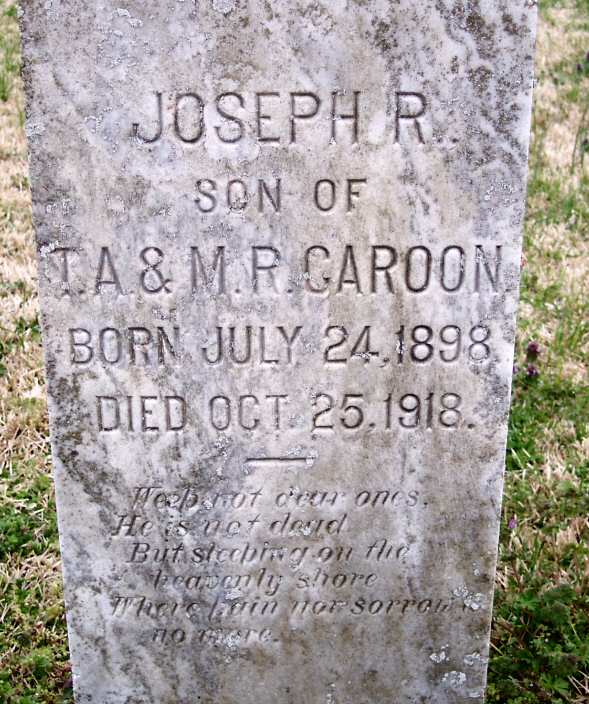 JOSEPH R.
SON OF
T.A. & M.R. CAROON.
BORN JULY 24, 1898
DIED OCT. 25, 1918.
Weep not dear ones,
He is not dead
But sleeping on the
heavenly shore
Where pain nor sorrow
no more.